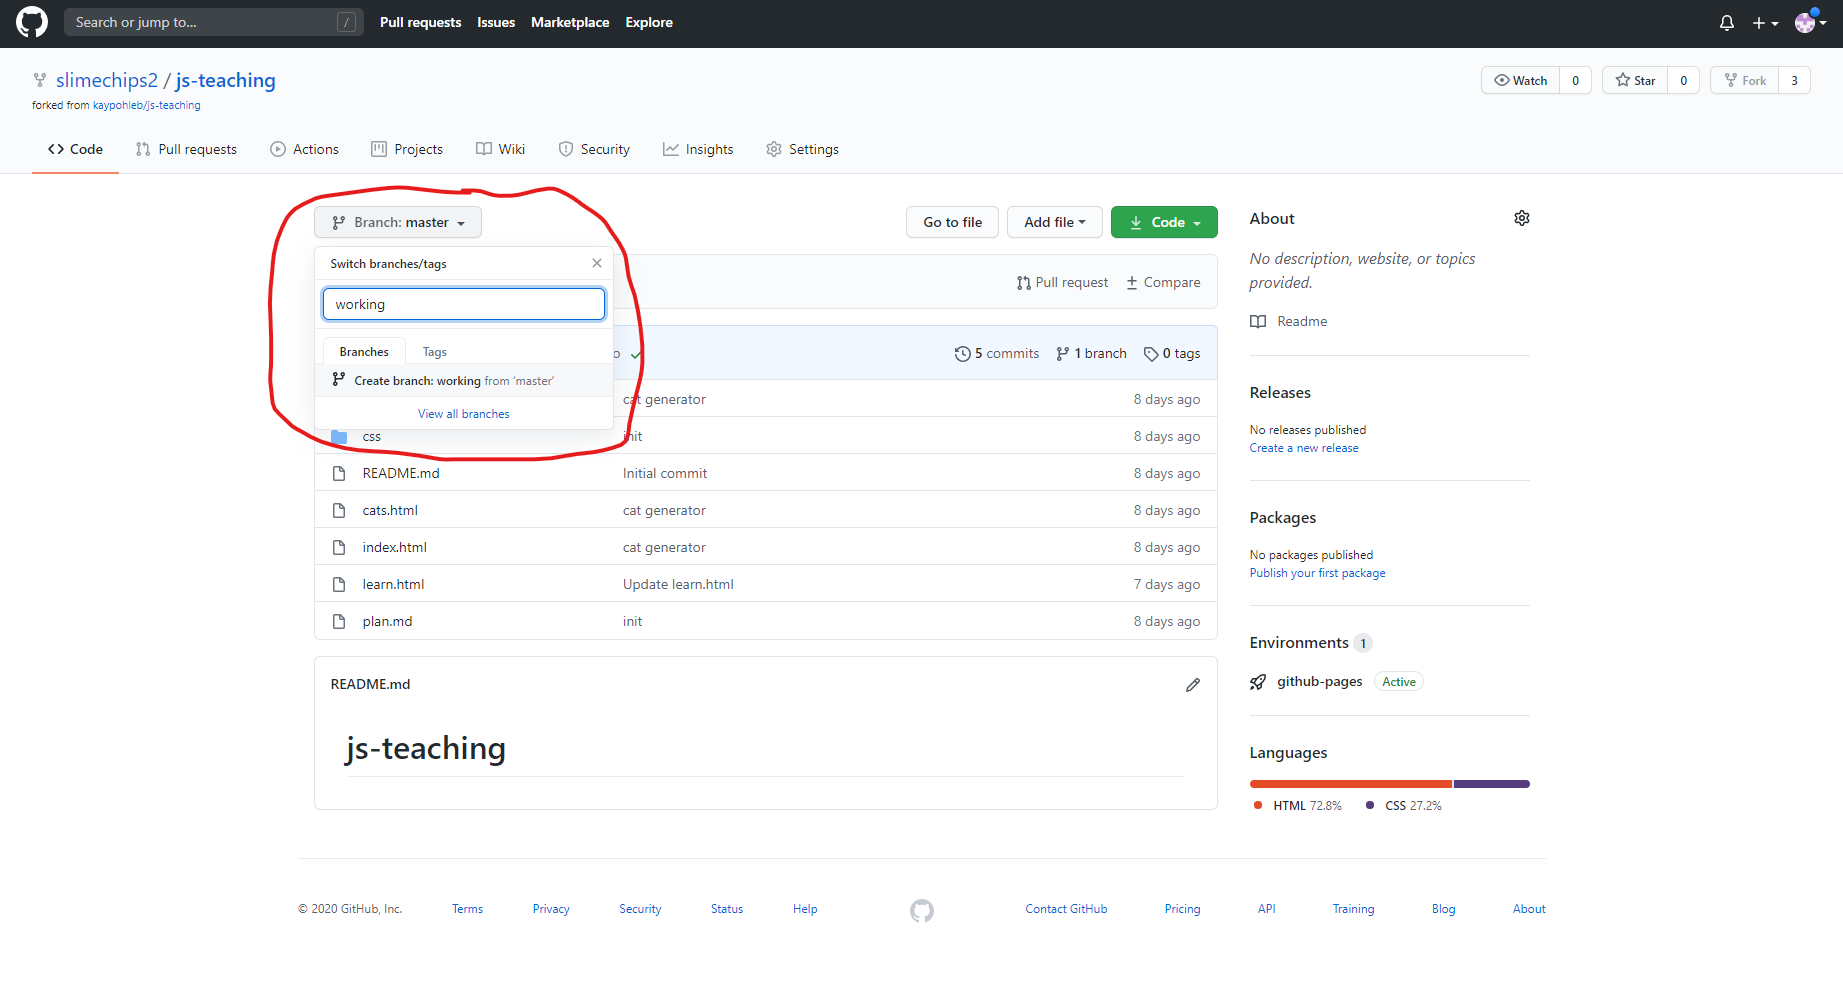 Search or jump to... /
Pull requests Issues Marketplace Explore
slimechips2 / js-teaching
forked from kaypohleb/js-teaching
Watch 0 Star 0 Fork 3
Code Pull requests Actions Projects Wiki Security Insights Settings
Branch: master
Go to file Add file Code
Switch branches/tags
working
Branches Tags
Create branch: working from 'master'
View all branches
Pull request Compare
o 5 commits 1 branch 0 tags
cat generator 8 days ago
css init 8 days ago
README.md Initial commit 8 days ago
cats.html cat generator 8 days ago
index.html cat generator 8 days ago
learn.html Update learn.html 7 days ago
plan.md init 8 days ago
README.md
js-teaching
About
No description, website, or topics
provided.
Readme
Releases
No releases published
Create a new release
Packages
No packages published
Publish your first package
Environments 1
github-pages Active
Languages
HTML 72.8% CSS 27.2%
© 2020 GitHub, Inc. Terms Privacy Security Status Help Contact GitHub Pricing API Training Blog About